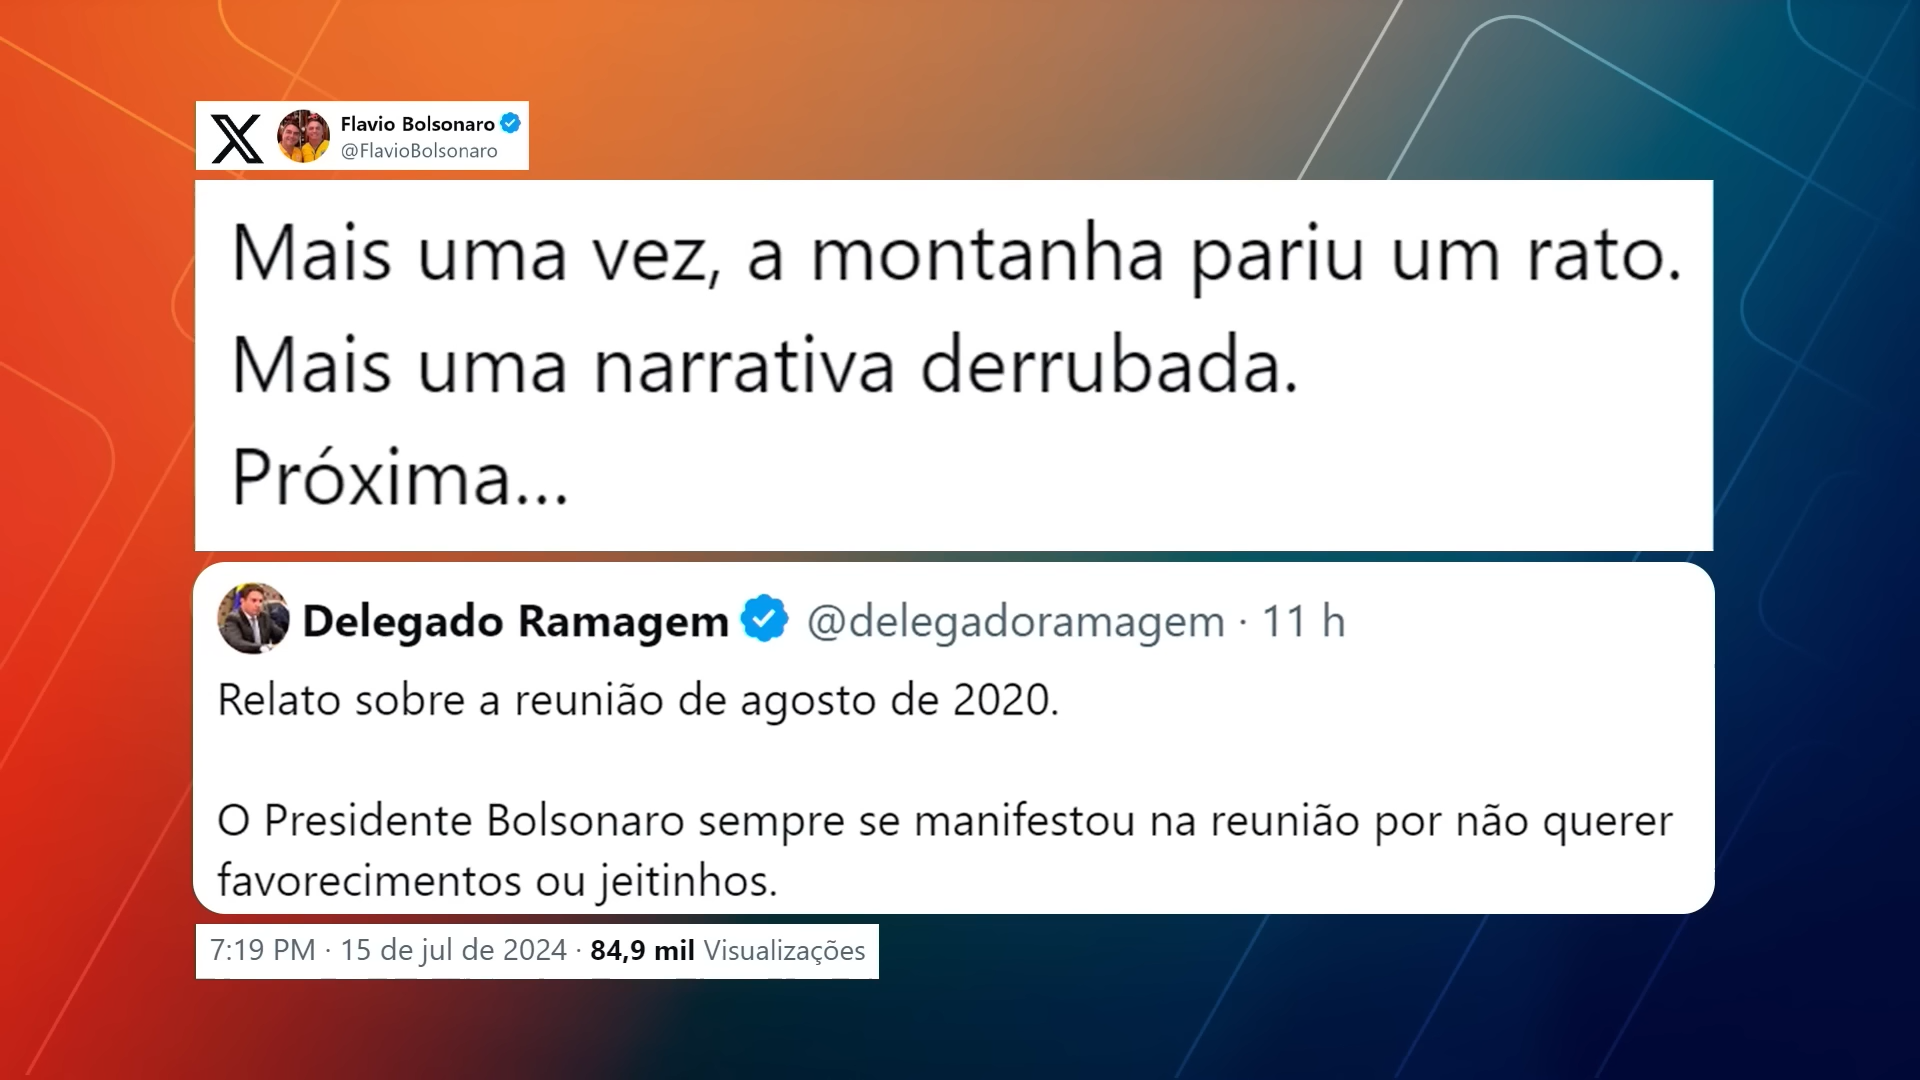 Flavio Bolsonaro
@FlavioBolsonaro
Mais uma vez, a montanha pariu um rato.
Mais uma narrativa derrubada.
Próxima...
Delegado Ramagem @delegadoramagem · 11 h
Relato sobre a reunião de agosto de 2020.
O Presidente Bolsonaro sempre se manifestou na reunião por não querer
favorecimentos ou jeitinhos.
7:19 PM · 15 de jul de 2024 · 84,9 mil Visualizações